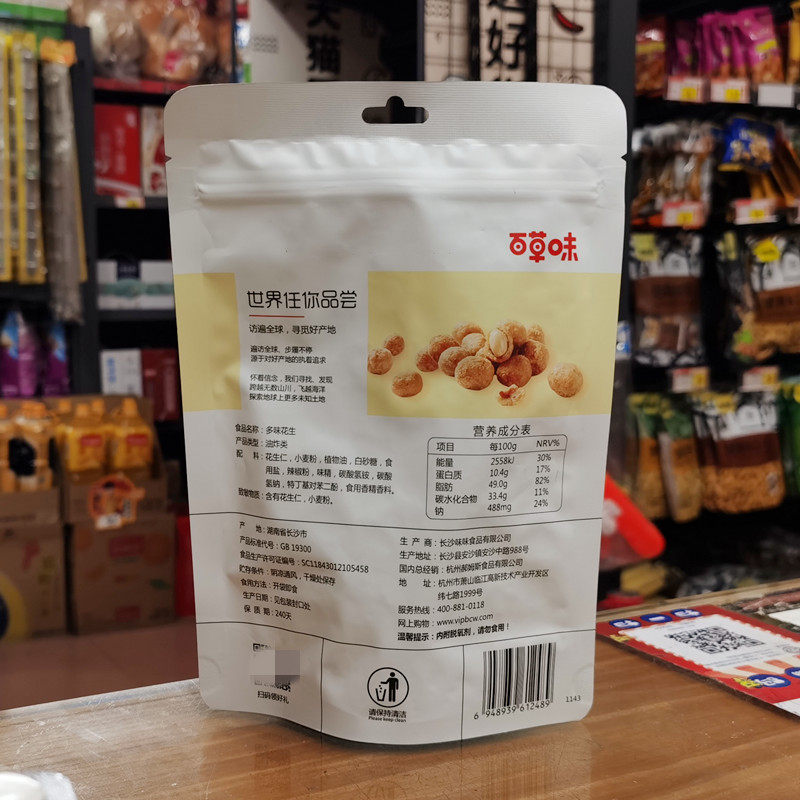 百草味
世界任你品尝
访遍全球，寻觅好产地
遍访全球、步履不停
源于对好产地的执着追求
怀着信念，我们寻找、发现
跨越无数山川，飞越海洋
探索地球上更多未知土地
食品名称：多味花生
产品类型：油炸类
配 料：花生仁，小麦粉，植物油，白砂糖，食
用盐，辣椒粉，味精，碳酸氢铵，碳酸
氢钠，特丁基对苯二酚，食用香精香料。
致敏物质：含有花生仁，小麦粉。
营养成分表
项目 每100g NRV%
能量 2558kJ 30%
蛋白质 10.4g 17%
脂肪 49.0g 82%
碳水化合物 33.4g 11%
钠 488mg 24%
产 地：湖南省长沙市
产品标准代号：GB 19300
食品生产许可证编号：SC11843012105458
贮存条件：阴凉通风，干燥处保存
食用方法：开袋即食
生产日期：见包装封口处
保 质 期：240天
生 产 商：长沙味味食品有限公司
生产地址：长沙县安沙镇安沙中路988号
国内总经销：杭州郝姆斯食品有限公司
地 址：杭州市萧山临江高新技术产业开发区
纬七路1999号
服务热线：400-881-0118
网上购物：www.vipbcw.com
温馨提示：内附脱氧剂，请勿食用！
扫码领好礼
请保持清洁
Please keep clean
6 948939 612489
1143
天猫